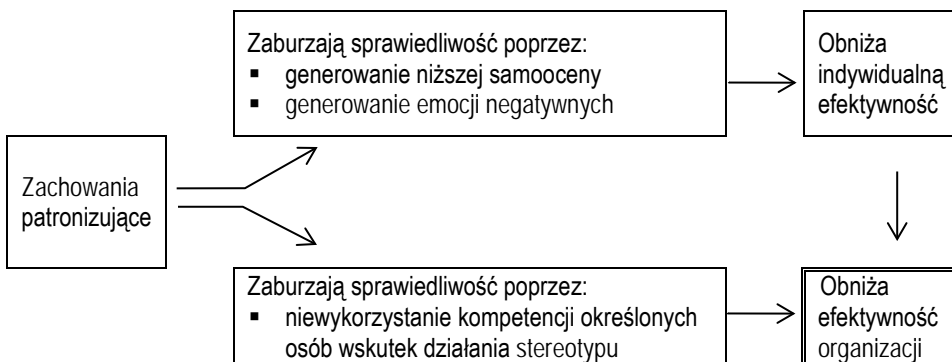 Zaburzają sprawiedliwość poprzez:
▪ generowanie niższej samooceny
▪ generowanie emocji negatywnych
Obniża
indywidualną
efektywność
Zachowania
patronizujące
Zaburzają sprawiedliwość poprzez:
▪ niewykorzystanie kompetencji określonych
osób wskutek działania stereotypu
Obniża
efektywność
organizacji